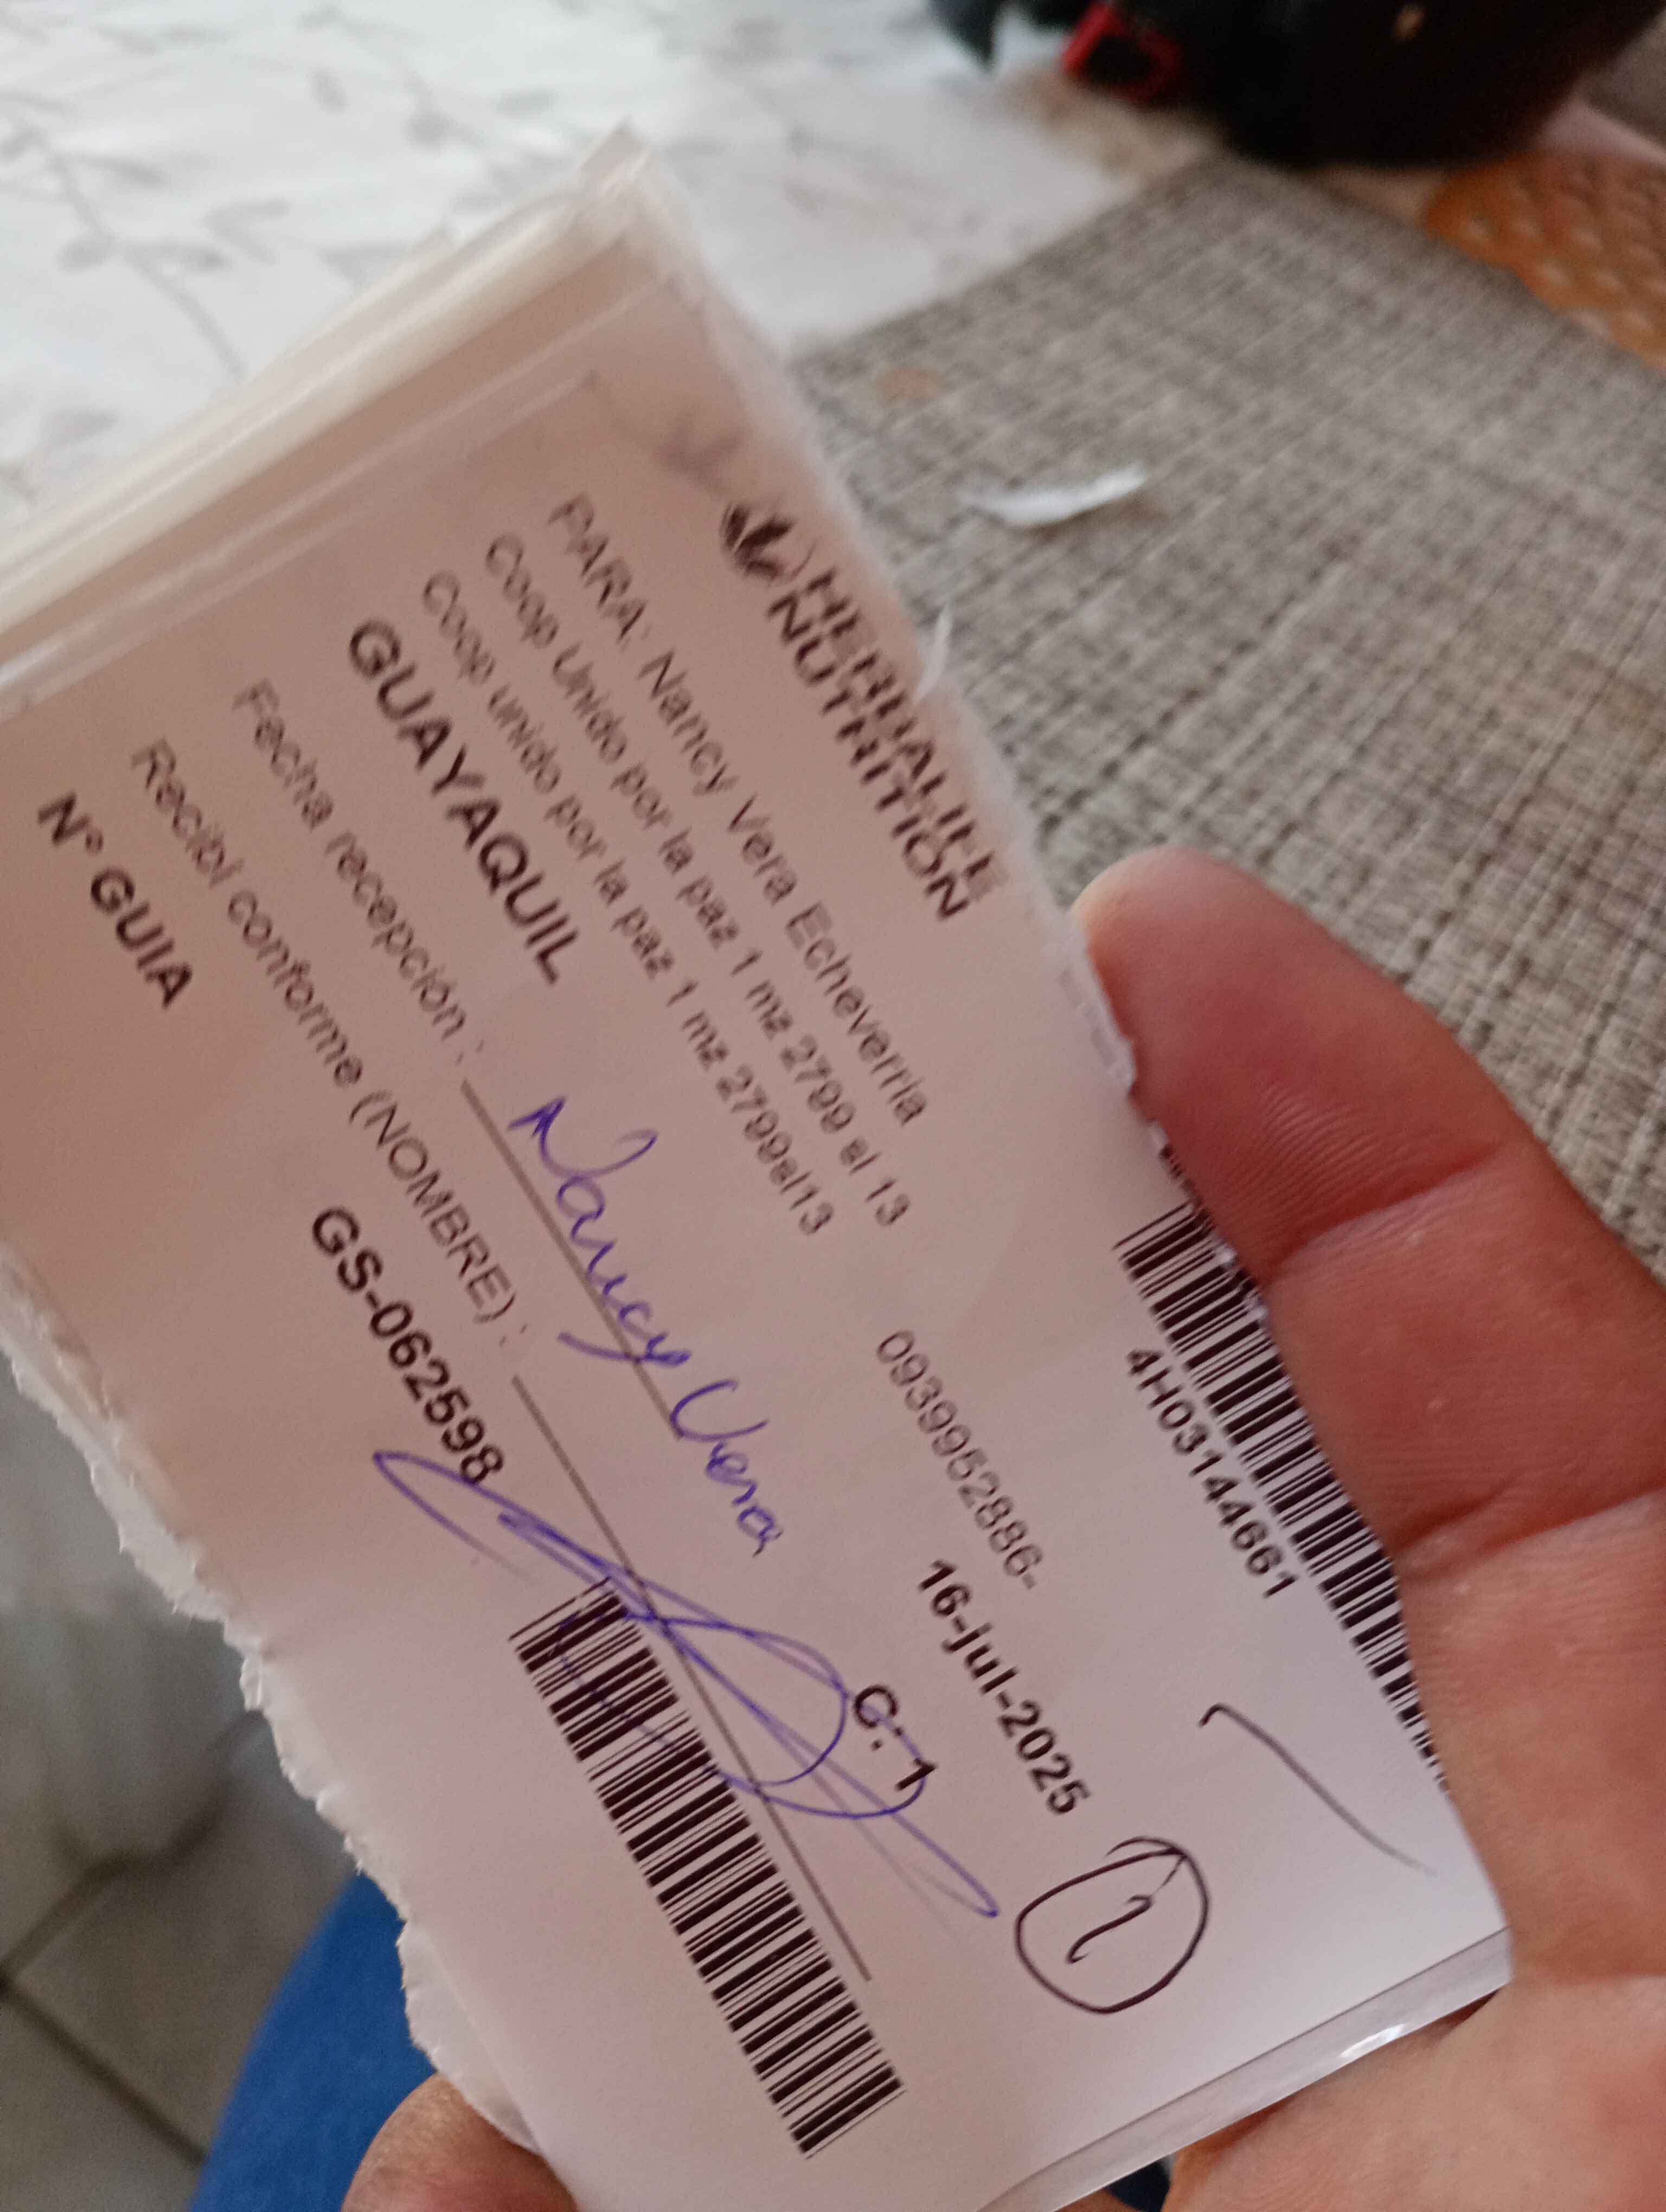 HERBALIFE
NUTRITION
4H03144661
PARA: Nancy Vera Echeverria
Coop Unido por la paz 1 mz 2799 sl 13
0939952886-
Coop unido por la paz 1 mz 2799sl13
16-jul-2025
1
GUAYAQUIL
C: 1
Fecha recepción :
Nancy Vera
Recibí conforme (NOMBRE) :
N° GUIA
GS-062598